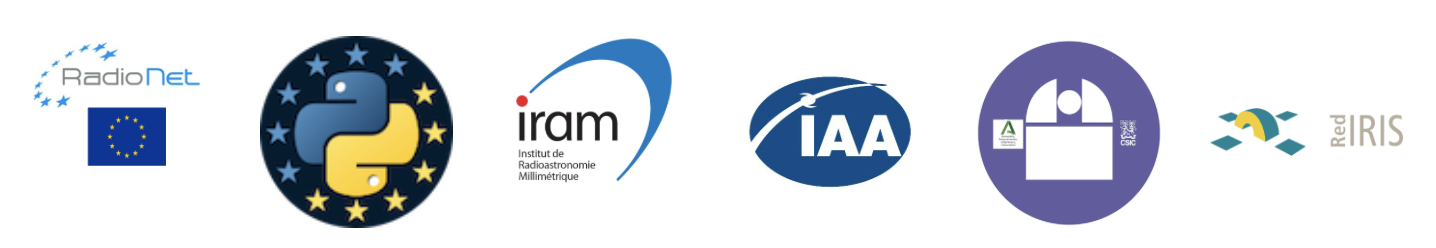 RadioNet
iram
Institut de
Radioastronomie
Millimétrique
IAA
CSIC
Red
IRIS